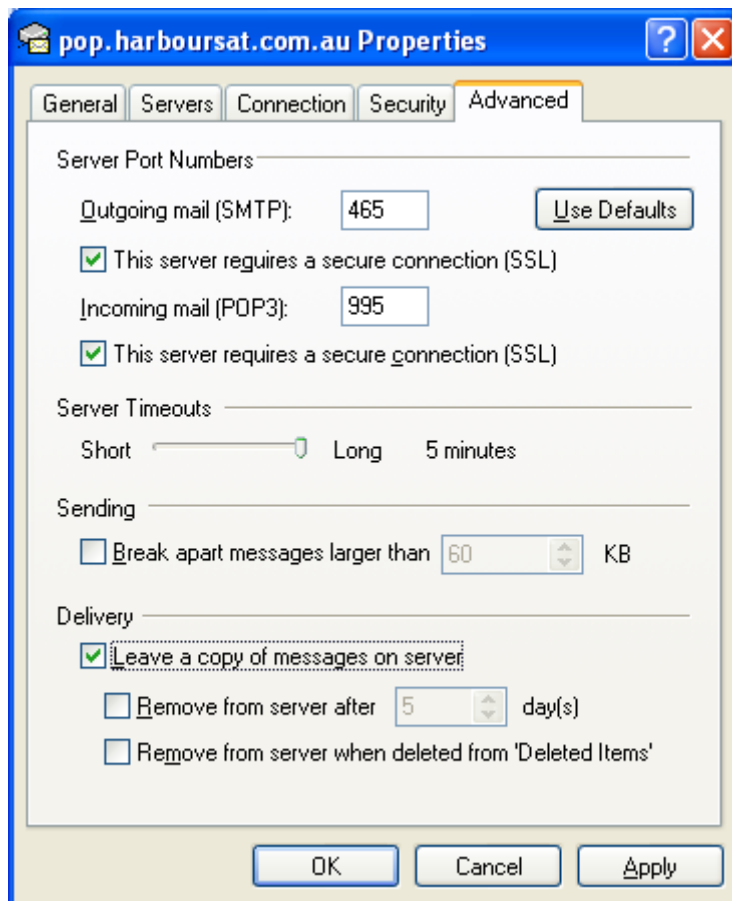 pop.harboursat.com.au Properties
General Servers Connection Security Advanced
Server Port Numbers
Outgoing mail (SMTP): 465 Use Defaults
This server requires a secure connection (SSL)
Incoming mail (POP3): 995
This server requires a secure connection (SSL)
Server Timeouts
Short Long 5 minutes
Sending
Break apart messages larger than 60 KB
Delivery
Leave a copy of messages on server
Remove from server after 5 day(s)
Remove from server when deleted from 'Deleted Items'
OK Cancel Apply